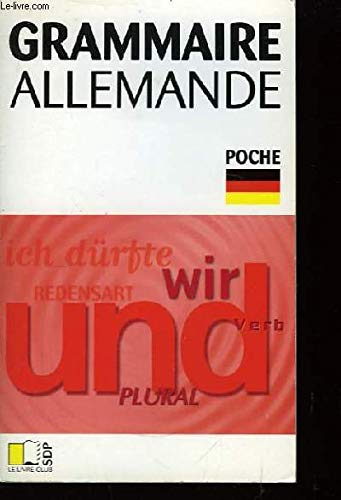 Le-livre.com
GRAMMAIRE
ALLEMANDE
POCHE
ich dürfte
wir
REDENSART
und
Verb
PLURAL
LE LIVRE CLUB
SDP